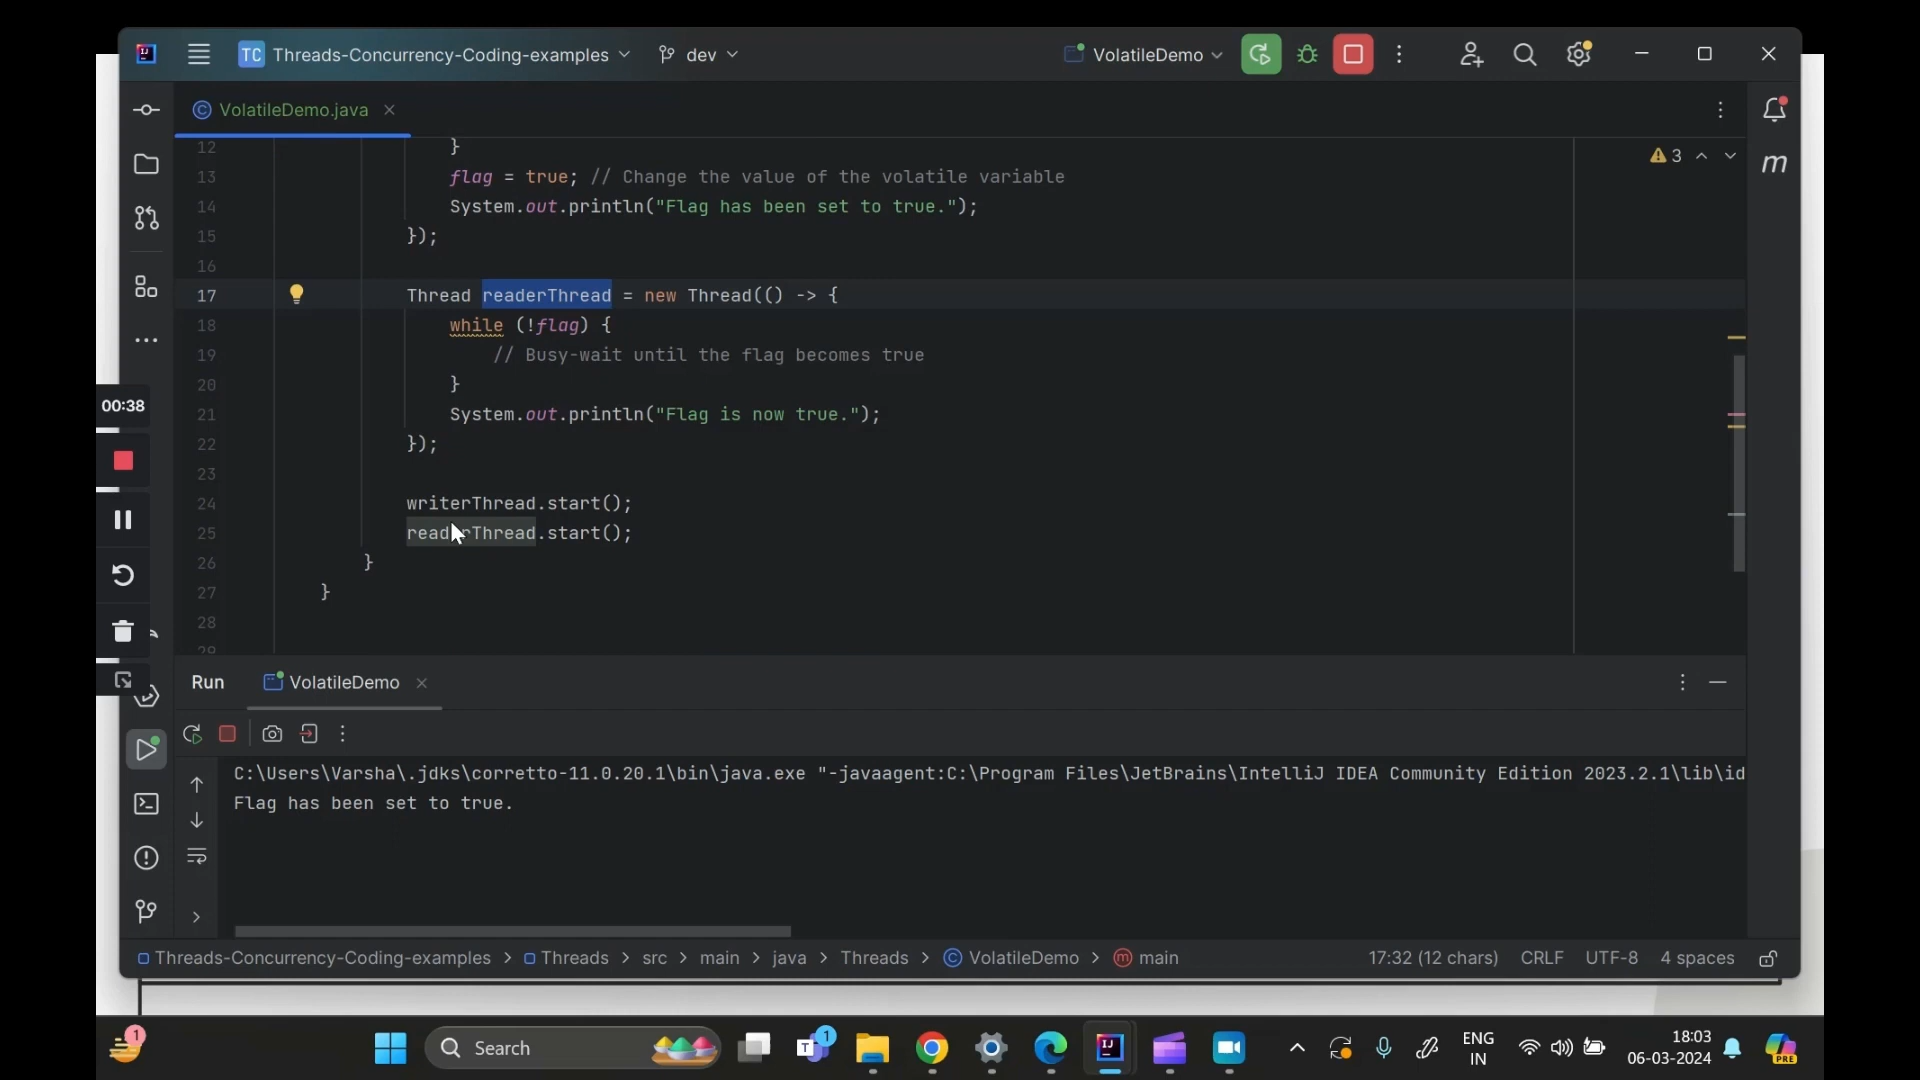 TC Threads-Concurrency-Coding-examples dev VolatileDemo
VolatileDemo.java
12 }
13 flag = true; // Change the value of the volatile variable
14 System.out.println("Flag has been set to true.");
15 });
16
17 Thread readerThread = new Thread(() -> {
18 while (!flag) {
19 // Busy-wait until the flag becomes true
20 }
21 System.out.println("Flag is now true.");
22 });
23
24 writerThread.start();
25 readerThread.start();
26 }
27 }
28
29
3
m
00:38
Run VolatileDemo
C:\Users\Varsha\.jdks\corretto-11.0.20.1\bin\java.exe "-javaagent:C:\Program Files\JetBrains\IntelliJ IDEA Community Edition 2023.2.1\lib\id
Flag has been set to true.
Threads-Concurrency-Coding-examples > Threads > src > main > java > Threads > VolatileDemo > main 17:32 (12 chars) CRLF UTF-8 4 spaces
1 Search 1 ENG 18:03
IN 06-03-2024 PRE